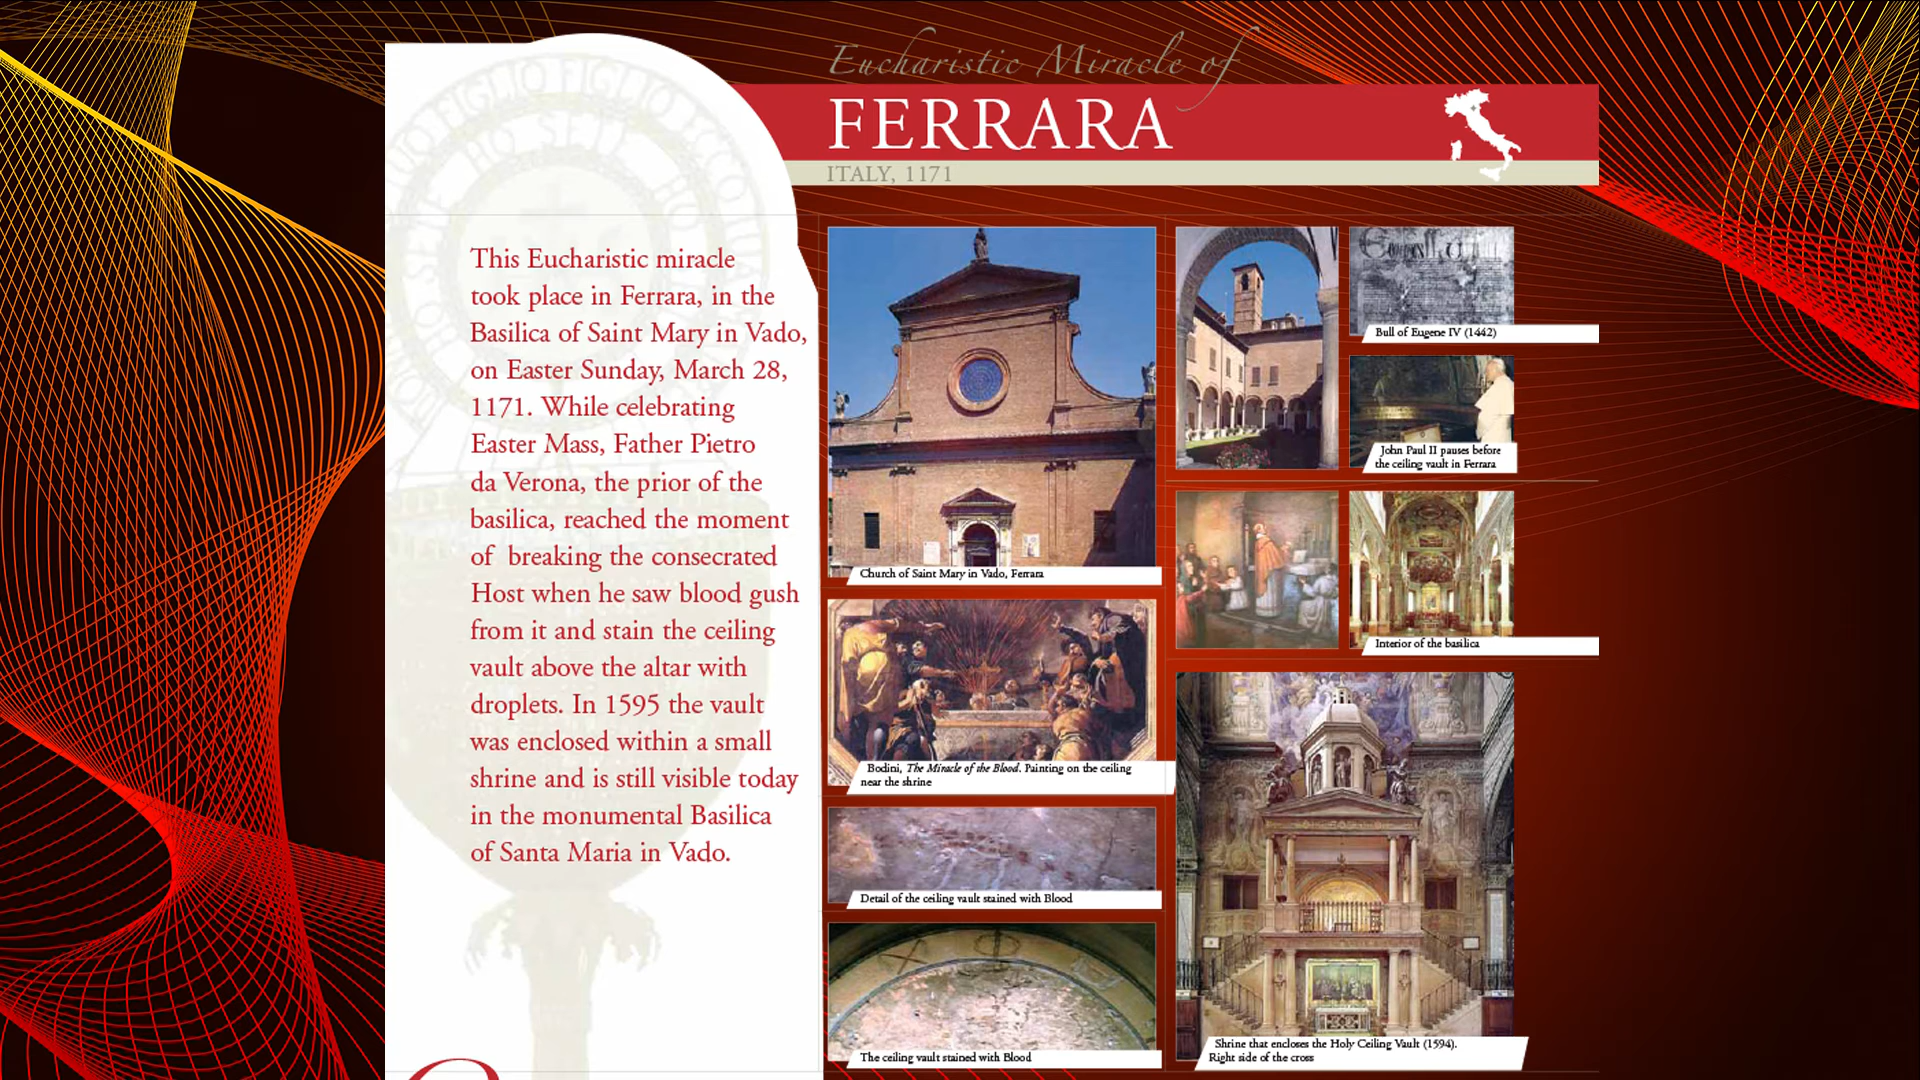 Eucharistic Miracle of
FERRARA
ITALY, 1171
This Eucharistic miracle
took place in Ferrara, in the
Basilica of Saint Mary in Vado,
on Easter Sunday, March 28,
1171. While celebrating
Easter Mass, Father Pietro
da Verona, the prior of the
basilica, reached the moment
of breaking the consecrated
Host when he saw blood gush
from it and stain the ceiling
vault above the altar with
droplets. In 1595 the vault
was enclosed within a small
shrine and is still visible today
in the monumental Basilica
of Santa Maria in Vado.
Church of Saint Mary in Vado, Ferrara
Bodini, The Miracle of the Blood. Painting on the ceiling
near the shrine
Detail of the ceiling vault stained with Blood
The ceiling vault stained with Blood
Bull of Eugene IV (1442)
John Paul II pauses before
the ceiling vault in Ferrara
Interior of the basilica
Shrine that encloses the Holy Ceiling Vault (1594).
Right side of the cross